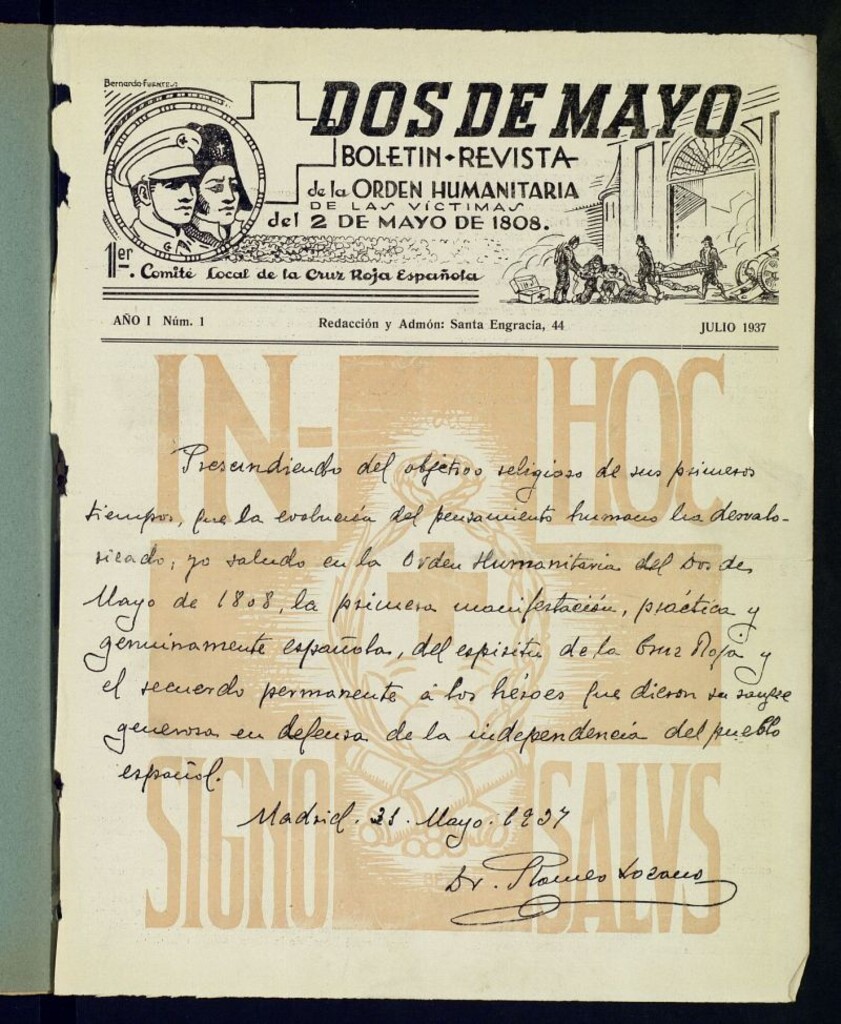 Bernardo Fuentes
DOS DE MAYO
BOLETIN-REVISTA
de la ORDEN HUMANITARIA
DE LAS VÍCTIMAS
del 2 DE MAYO DE 1808.
1er. Comité Local de la Cruz Roja Española
AÑO I Núm. 1 Redacción y Admón: Santa Engracia, 44 JULIO 1937
IN- HOC
Prescindiendo del objetivo religioso de sus primeros
tiempos, que la evolución del pensamiento humano ha desvalo-
rizado, yo saludo en la Orden Humanitaria del Dos de
Mayo de 1808, la primera manifestación, práctica y
genuinamente española, del espiritu de la Cruz Roja y
el recuerdo permanente á los héroes que dieron su sangre
generosa en defensa de la independencia del pueblo
español.
Madrid. 31. Mayo. 1937
Dr. Romeo Lozano
SIGNO SALVS